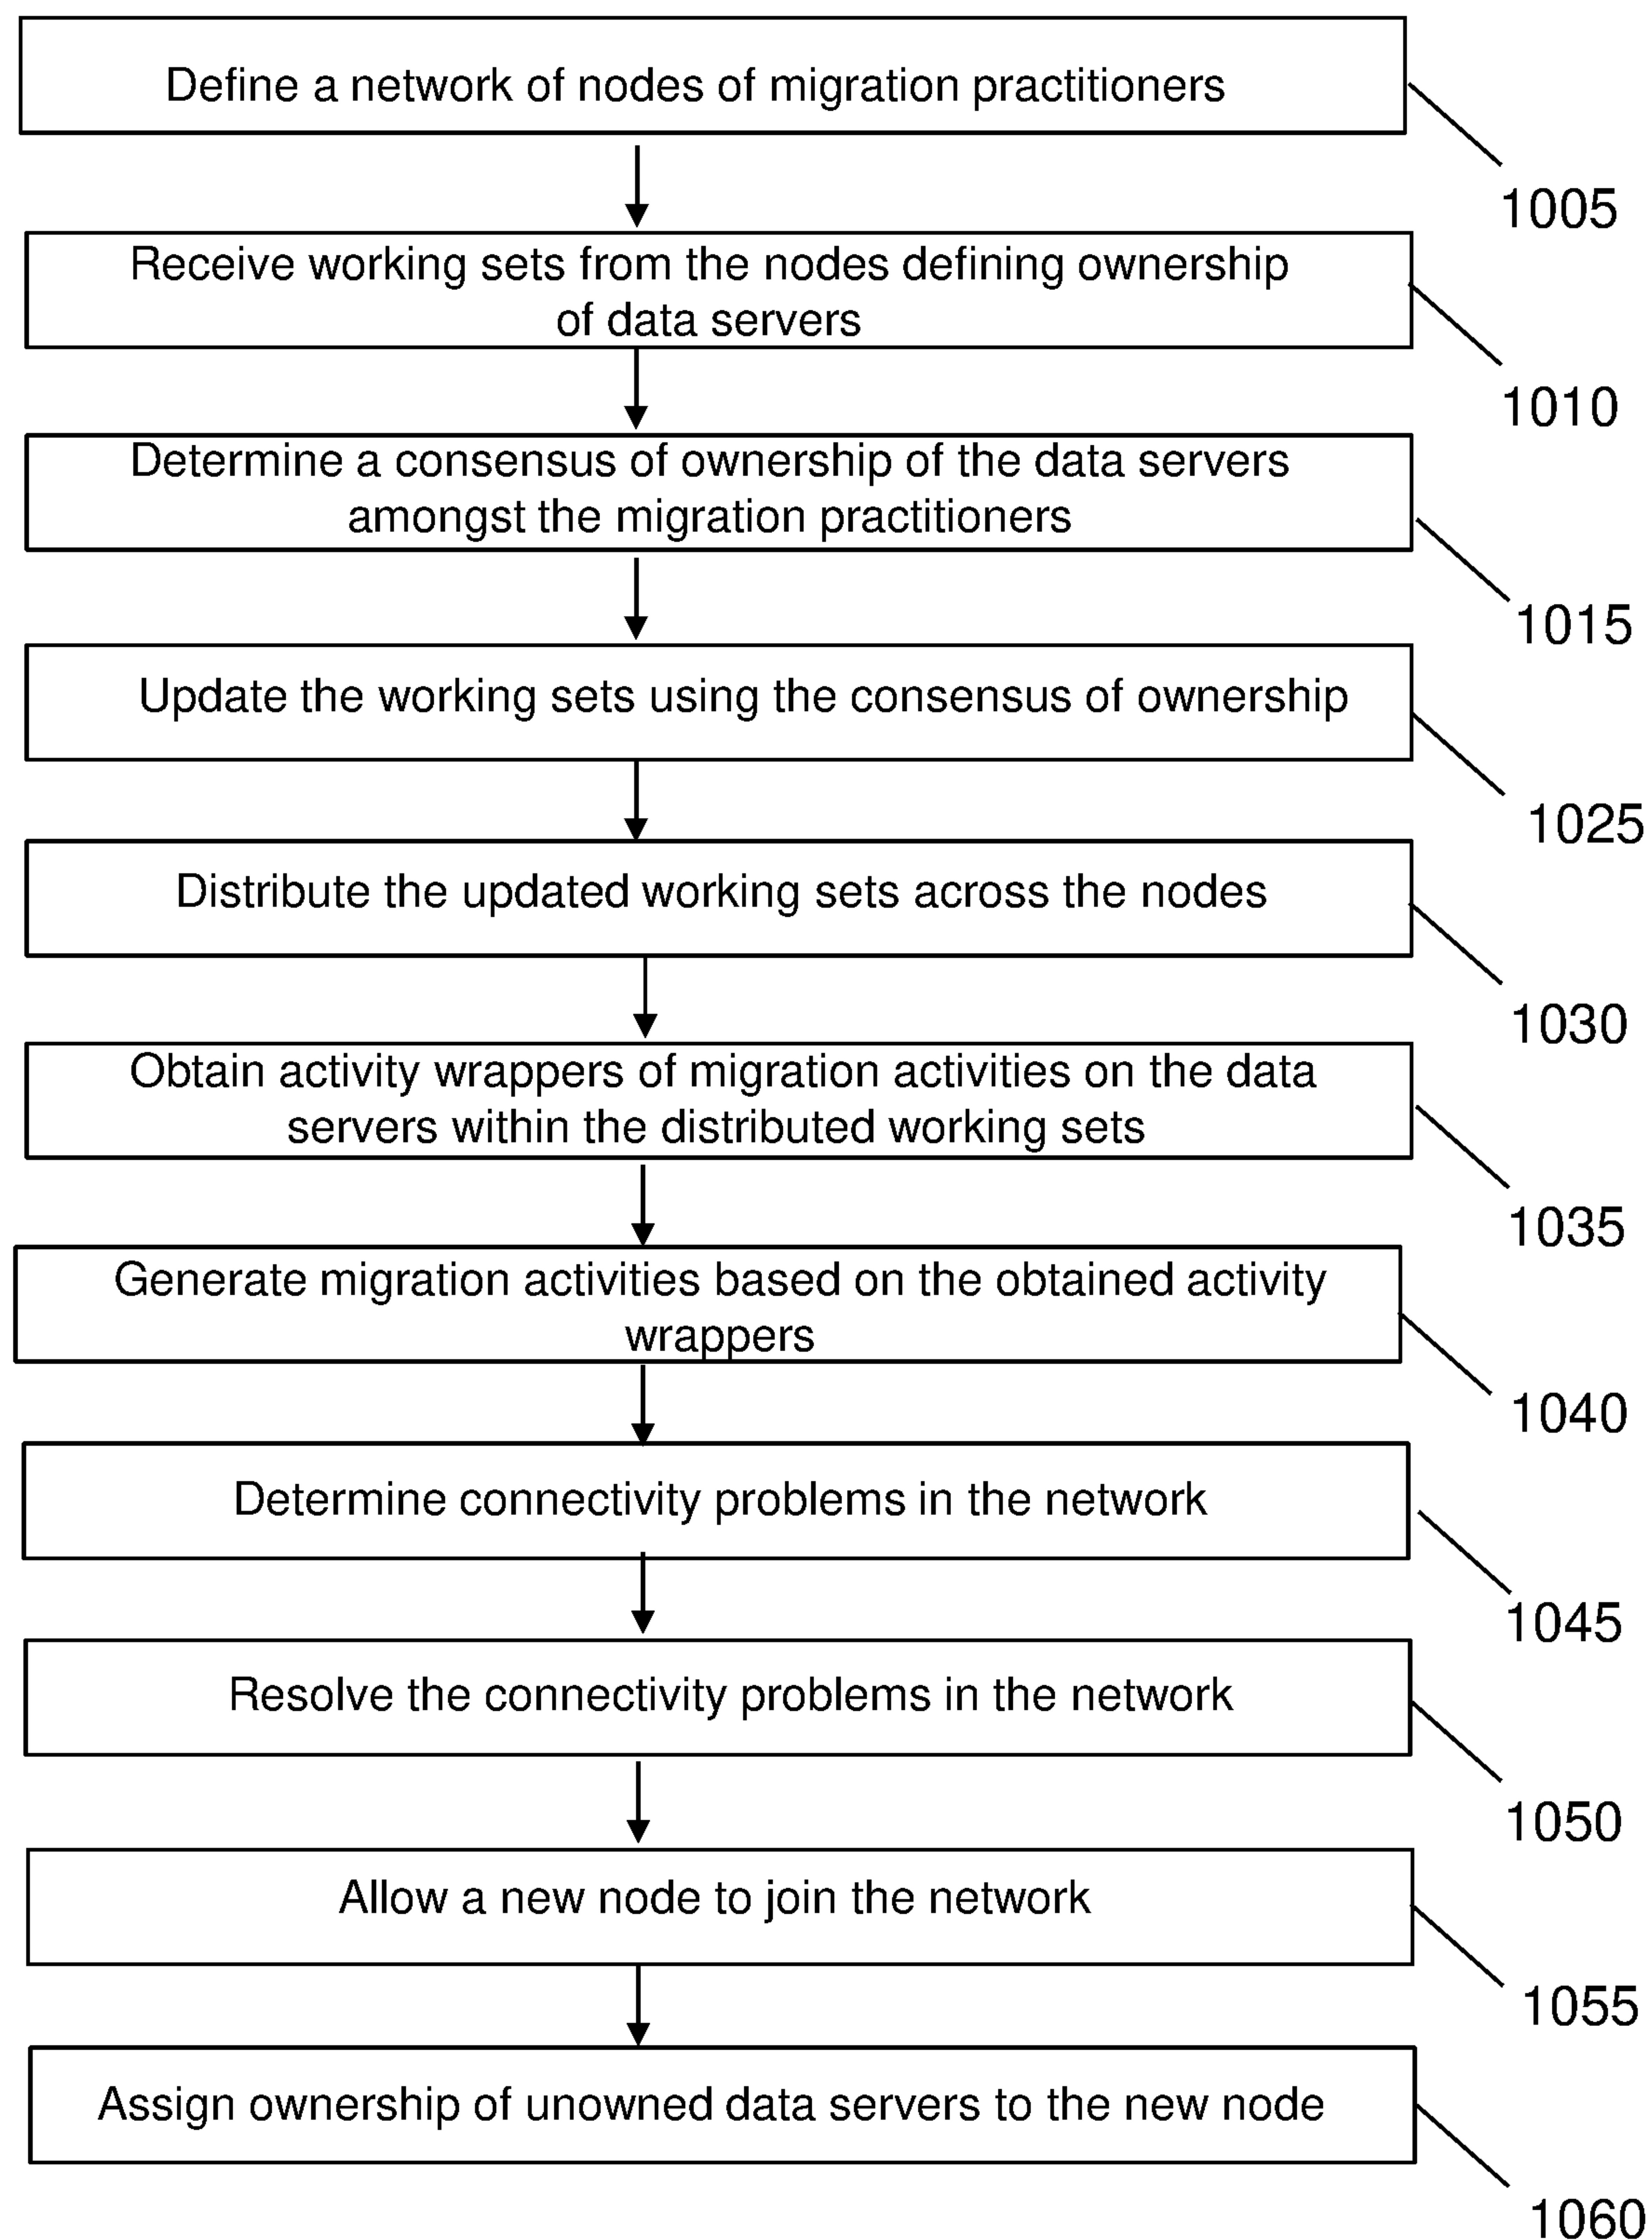 Define a network of nodes of migration practitioners
1005
Receive working sets from the nodes defining ownership
of data servers
1010
Determine a consensus of ownership of the data servers
amongst the migration practitioners
1015
Update the working sets using the consensus of ownership
1025
Distribute the updated working sets across the nodes
1030
Obtain activity wrappers of migration activities on the data
servers within the distributed working sets
1035
Generate migration activities based on the obtained activity
wrappers
1040
Determine connectivity problems in the network
1045
Resolve the connectivity problems in the network
1050
Allow a new node to join the network
1055
Assign ownership of unowned data servers to the new node
1060